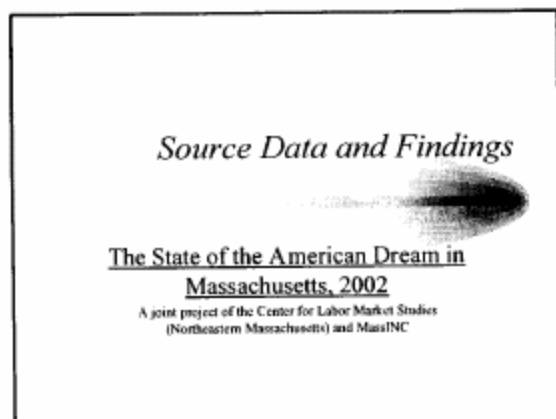 Source Data and Findings
The State of the American Dream in
Massachusetts, 2002
A joint project of the Center for Labor Market Studies
(Northeastern Massachusetts) and MassINC